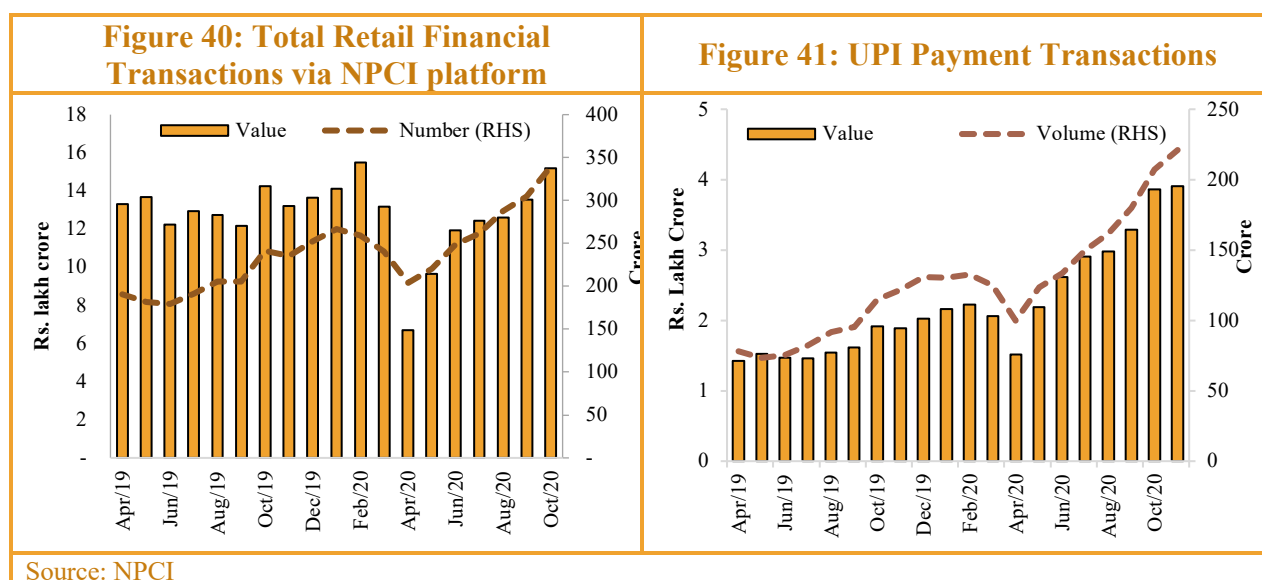 Figure 40: Total Retail Financial
Transactions via NPCI platform
Figure 41: UPI Payment Transactions
18
16
14
12
10
8
6
4
2
-
Rs. lakh crore
Value
Number (RHS)
400
350
300
250
200
150
100
50
-
Crore
Apr/19
Jun/19
Aug/19
Oct/19
Dec/19
Feb/20
Apr/20
Jun/20
Aug/20
Oct/20
5
4
3
2
1
0
Rs. Lakh Crore
Value
Volume (RHS)
250
200
150
100
50
0
Crore
Apr/19
Jun/19
Aug/19
Oct/19
Dec/19
Feb/20
Apr/20
Jun/20
Aug/20
Oct/20
Source: NPCI